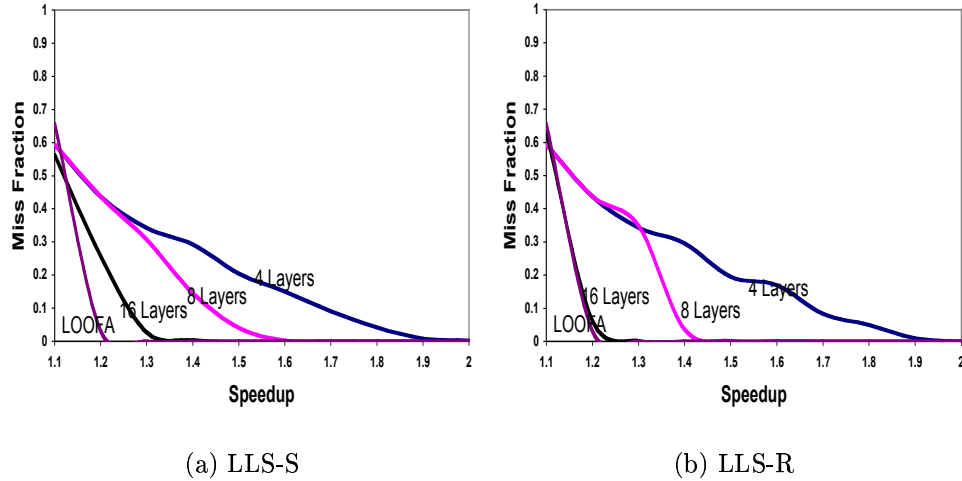 1
0.9
0.8
0.7
0.6
0.5
0.4
0.3
0.2
0.1
0
Miss Fraction
4 Layers
8 Layers
16 Layers
LOOFA
1.1 1.2 1.3 1.4 1.5 1.6 1.7 1.8 1.9 2
Speedup
(a) LLS-S
1
0.9
0.8
0.7
0.6
0.5
0.4
0.3
0.2
0.1
0
Miss Fraction
4 Layers
16 Layers
8 Layers
LOOFA
1.1 1.2 1.3 1.4 1.5 1.6 1.7 1.8 1.9 2
Speedup
(b) LLS-R